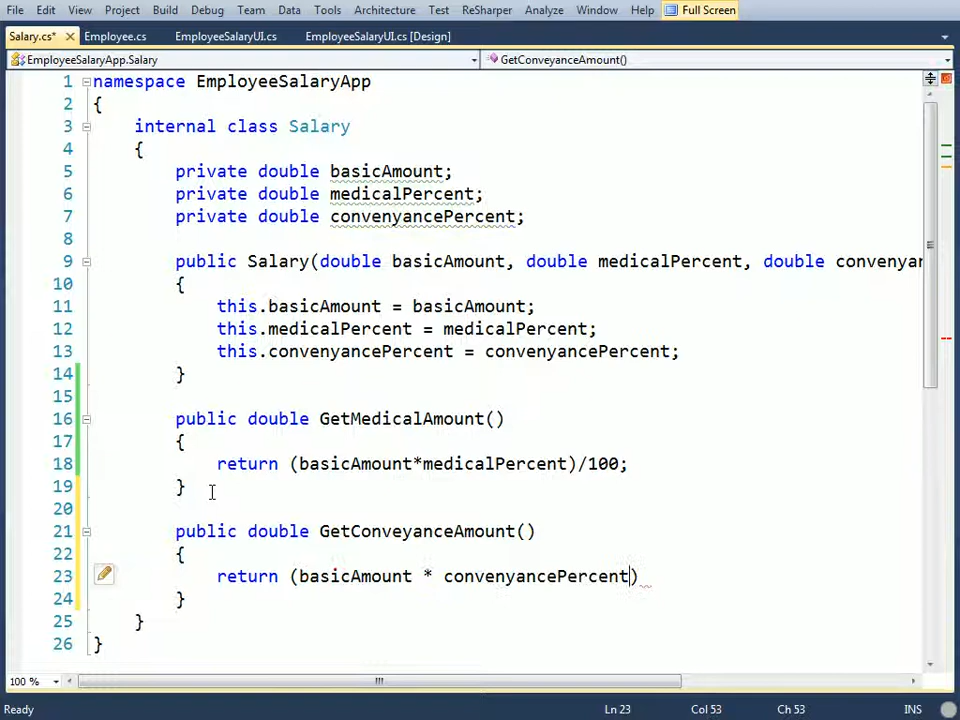 File Edit View Project Build Debug Team Data Tools Architecture Test ReSharper Analyze Window Help Full Screen
Salary.cs* Employee.cs EmployeeSalaryUI.cs EmployeeSalaryUI.cs [Design]
EmployeeSalaryApp.Salary GetConveyanceAmount()
1 namespace EmployeeSalaryApp
2 {
3 internal class Salary
4 {
5 private double basicAmount;
6 private double medicalPercent;
7 private double convenyancePercent;
8
9 public Salary(double basicAmount, double medicalPercent, double convenyan
10 {
11 this.basicAmount = basicAmount;
12 this.medicalPercent = medicalPercent;
13 this.convenyancePercent = convenyancePercent;
14 }
15
16 public double GetMedicalAmount()
17 {
18 return (basicAmount*medicalPercent)/100;
19 }
20
21 public double GetConveyanceAmount()
22 {
23 return (basicAmount * convenyancePercent)
24 }
25 }
26 }
100 %
Ready Ln 23 Col 53 Ch 53 INS